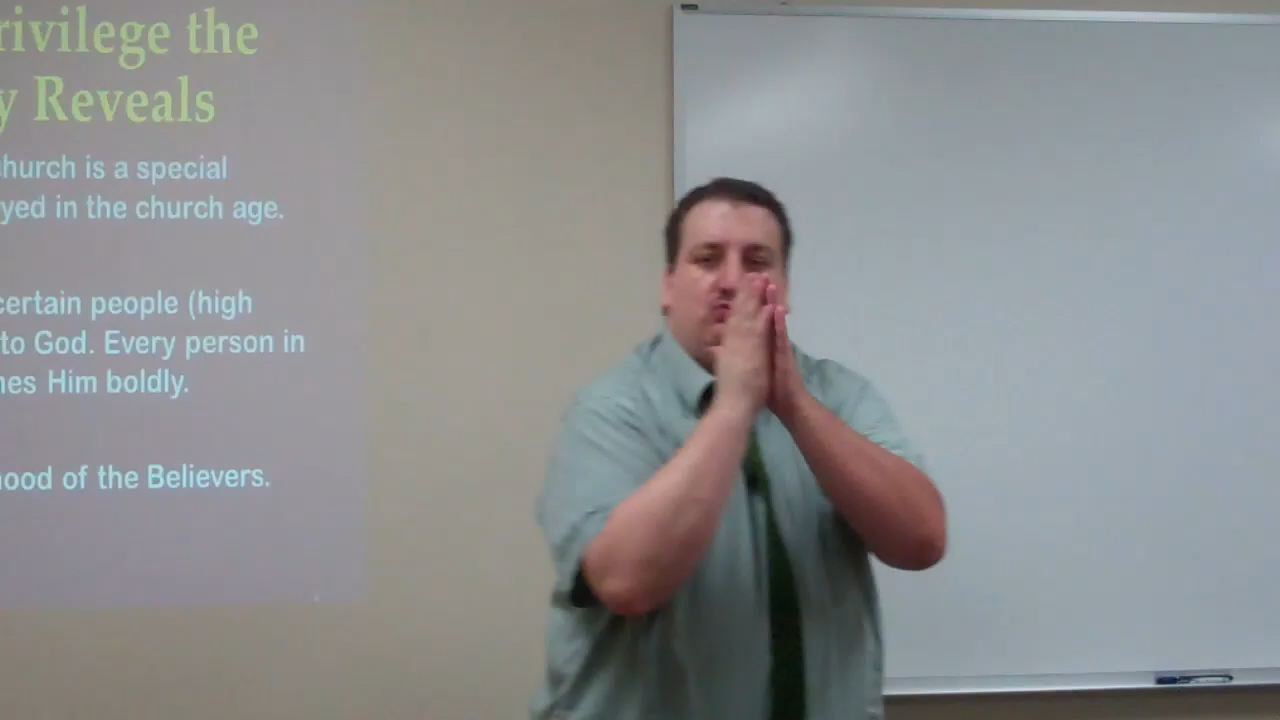 rivilege the
y Reveals
hurch is a special
yed in the church age.
certain people (high
to God. Every person in
hes Him boldly.
ood of the Believers.